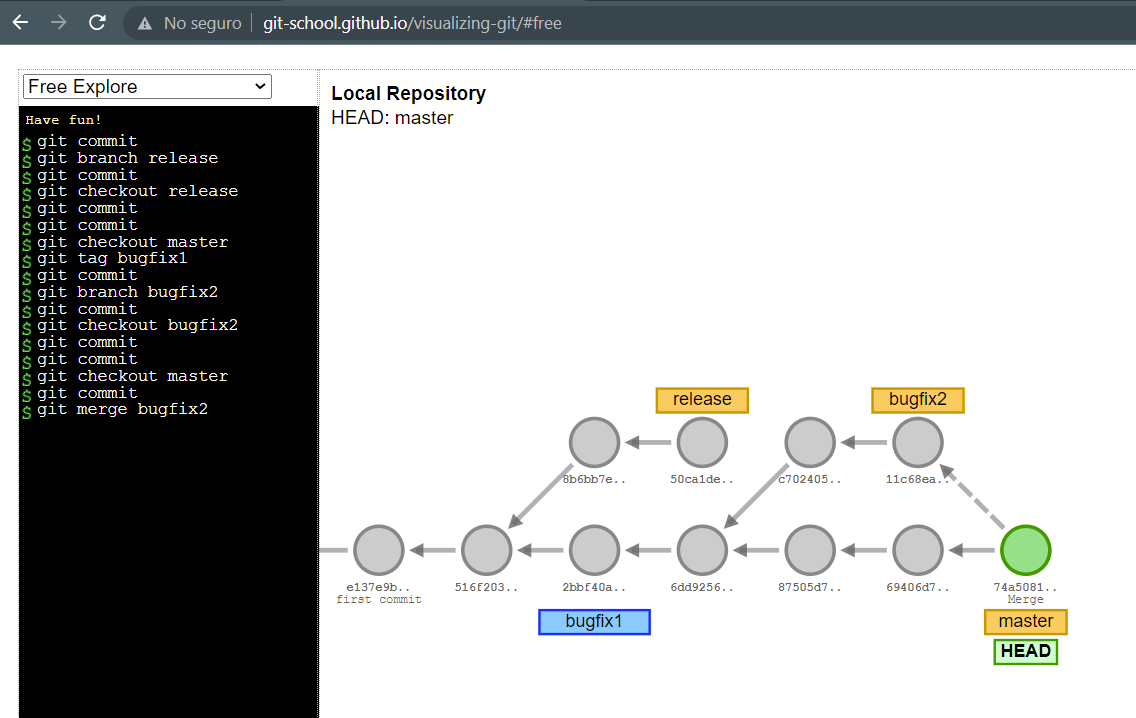 No seguro git-school.github.io/visualizing-git/#free
Free Explore
Have fun!
$ git commit
$ git branch release
$ git commit
$ git checkout release
$ git commit
$ git commit
$ git checkout master
$ git tag bugfix1
$ git commit
$ git branch bugfix2
$ git commit
$ git checkout bugfix2
$ git commit
$ git commit
$ git checkout master
$ git commit
$ git merge bugfix2
Local Repository
HEAD: master
release
bugfix2
8b6bb7e..
50ca1de..
c702405..
11c68ea..
e137e9b..
first commit
516f203..
2bbf40a..
6dd9256..
87505d7..
69406d7..
74a5081..
Merge
bugfix1
master
HEAD